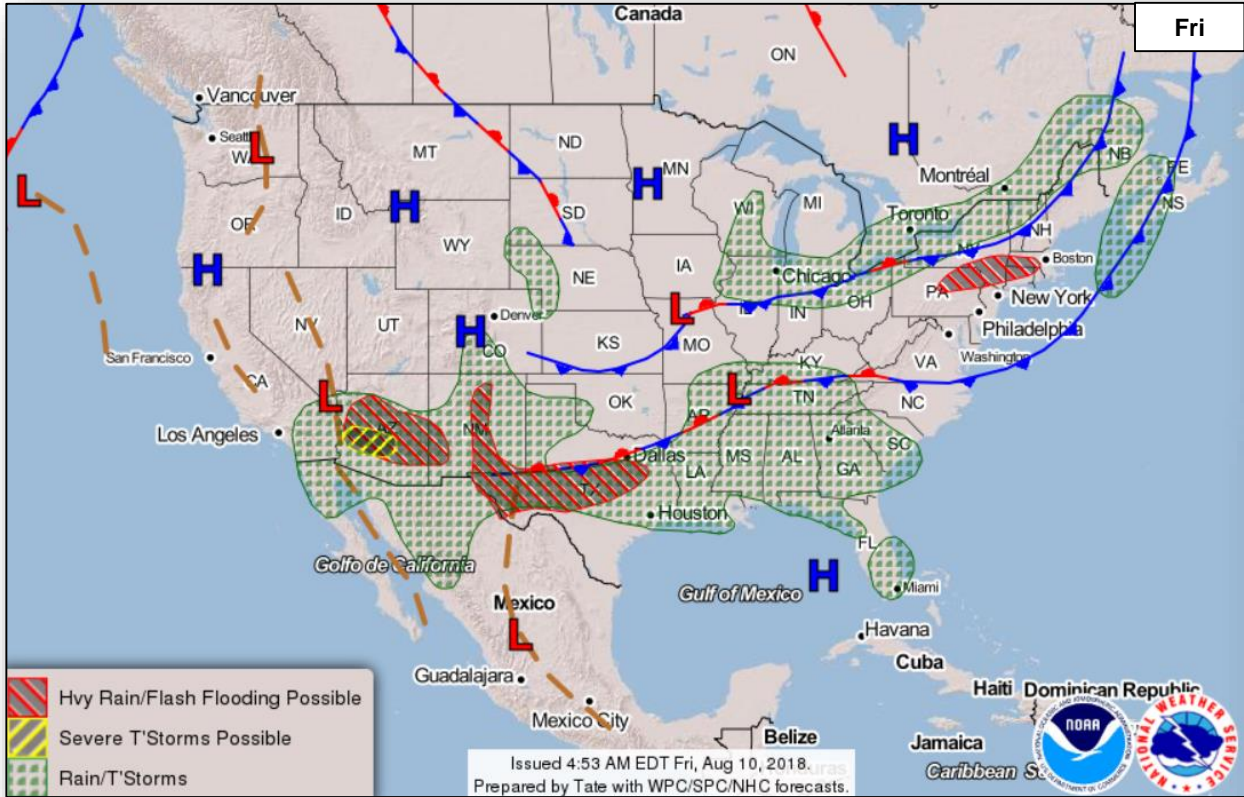 Canada
Fri
ON
Vancouver
Seattle
WA
MT
ND
MN
H
L
H
H
Montréal
NB
PE
NS
L
OR
ID
SD
WI
MI
Toronto
NH
NY
WY
H
IA
Chicago
Boston
NE
PA
New York
L
IL
IN
OH
Philadelphia
NV
UT
Denver
H
CO
KS
MO
VA
Washington
San Francisco
KY
CA
L
L
TN
NC
OK
AR
Los Angeles
AZ
NM
Atlanta
SC
Dallas
MS
AL
GA
LA
TX
Houston
FL
Golfo de California
H
Gulf of Mexico
Miami
Mexico
L
Havana
Cuba
Guadalajara
Haiti
Dominican Republic
Mexico City
Belize
Jamaica
Honduras
Caribbean
Hvy Rain/Flash Flooding Possible
Severe T'Storms Possible
Rain/T'Storms
Issued 4:53 AM EDT Fri, Aug 10, 2018.
Prepared by Tate with WPC/SPC/NHC forecasts.
NOAA
NATIONAL WEATHER SERVICE